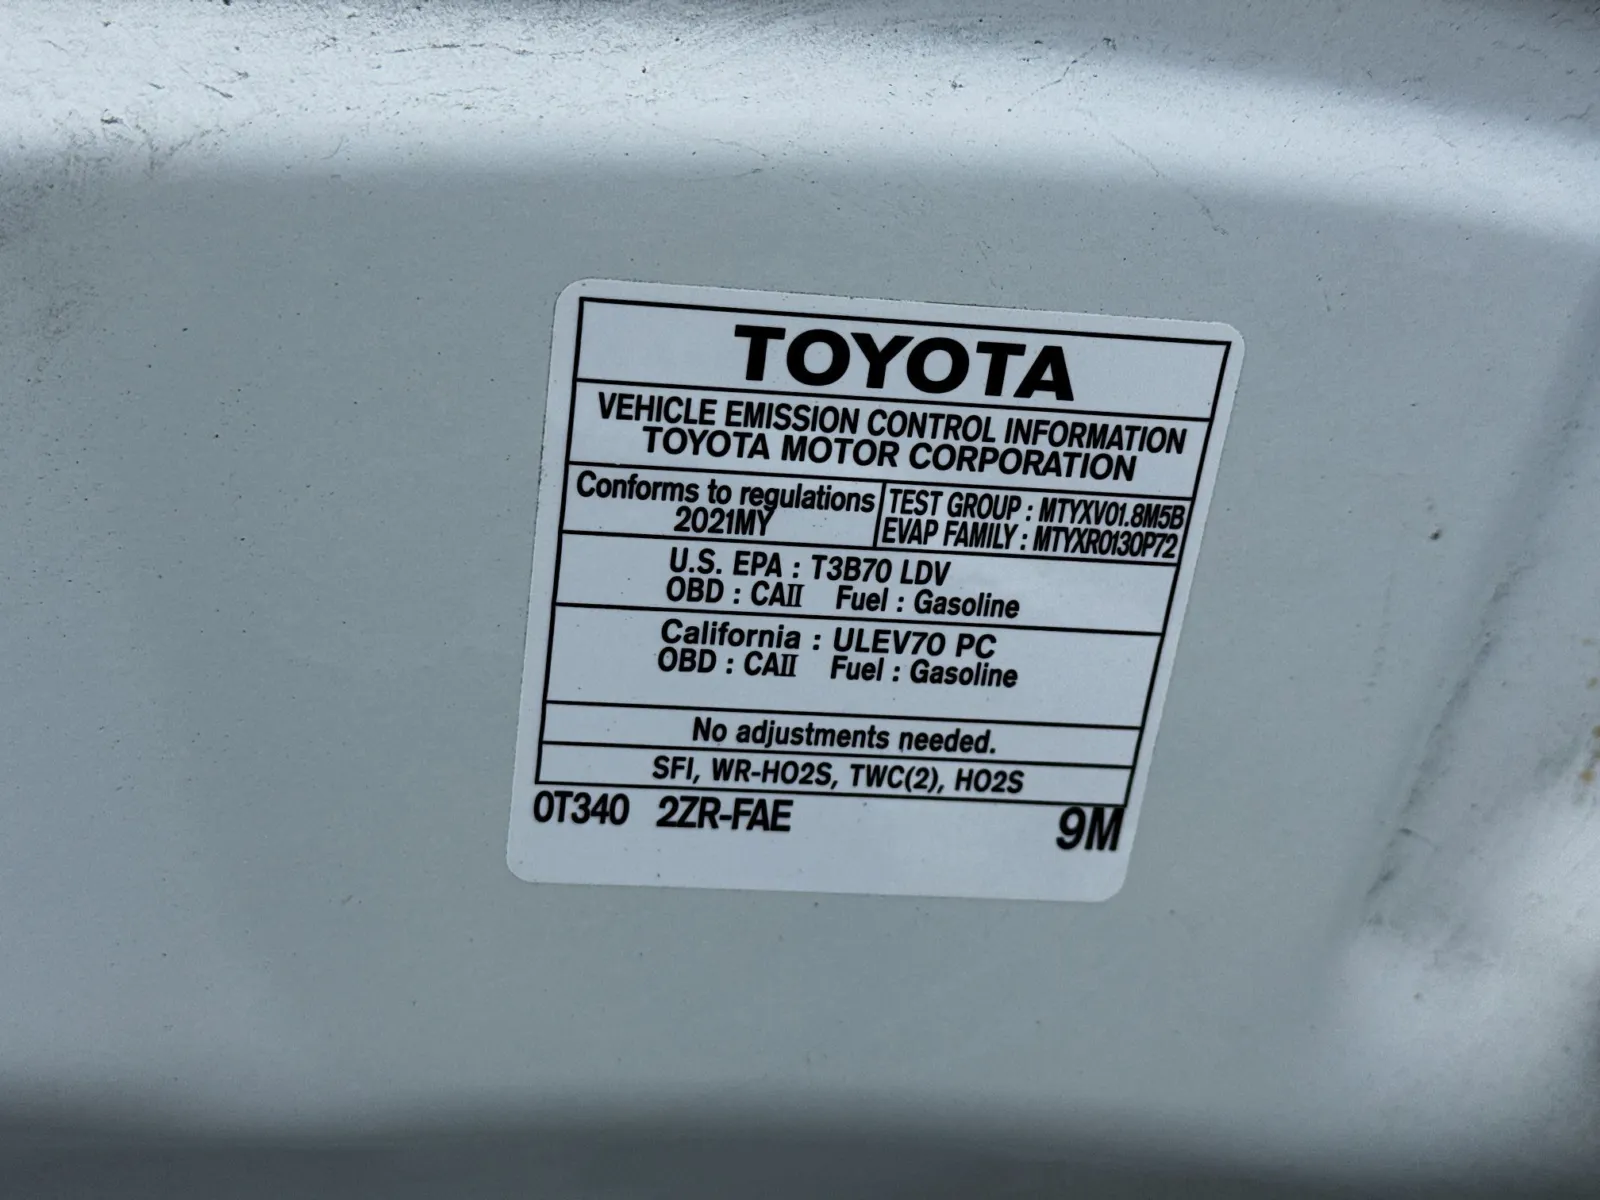 TOYOTA
VEHICLE EMISSION CONTROL INFORMATION
TOYOTA MOTOR CORPORATION
Conforms to regulations
2021MY
TEST GROUP : MTYXV01.8M5B
EVAP FAMILY : MTYXR0130P72
U.S. EPA : T3B70 LDV
OBD : CAII Fuel : Gasoline
California : ULEV70 PC
OBD : CAII Fuel : Gasoline
No adjustments needed.
SFI, WR-HO2S, TWC(2), HO2S
0T340 2ZR-FAE 9M